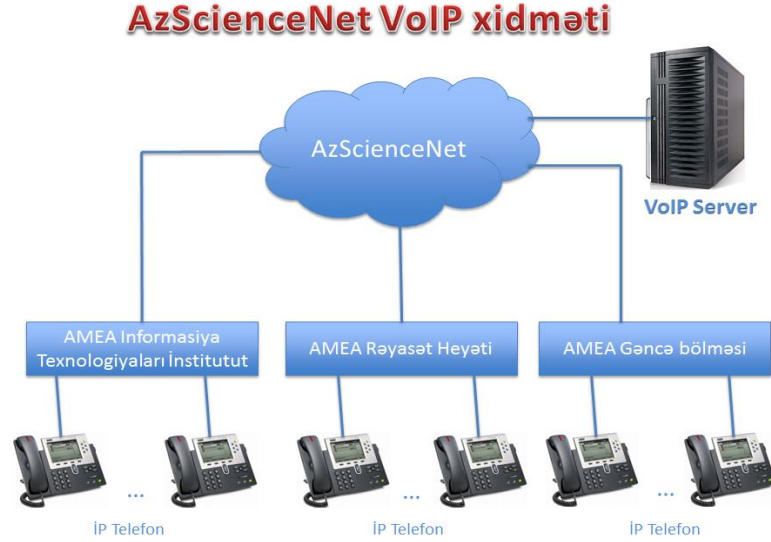 AzScienceNet VoIP xidməti
AzScienceNet
VoIP Server
AMEA Informasiya
Texnologiyaları İnstitutut
AMEA Rəyasət Heyəti
AMEA Gəncə bölməsi
...
...
...
İP Telefon
İP Telefon
İP Telefon